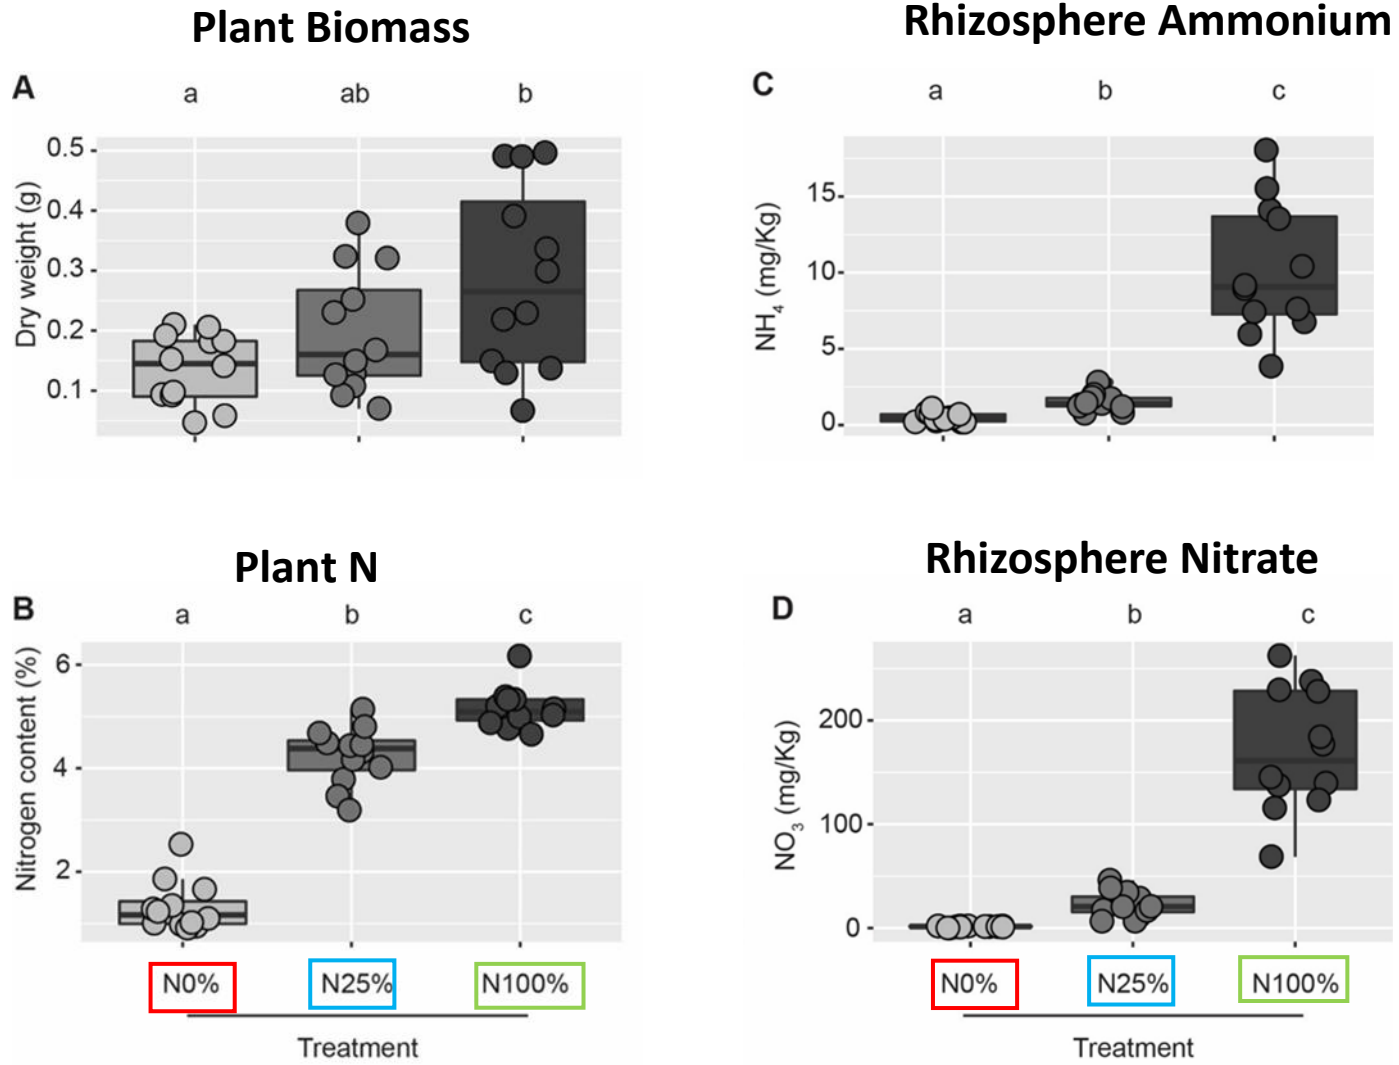 Plant Biomass
A
a ab b
Dry weight (g)
0.5
0.4
0.3
0.2
0.1
Rhizosphere Ammonium
C
a b c
NH4 (mg/Kg)
15
10
5
0
Plant N
B
a b c
Nitrogen content (%)
6
4
2
N0% N25% N100%
Treatment
Rhizosphere Nitrate
D
a b c
NO3 (mg/Kg)
200
100
0
N0% N25% N100%
Treatment